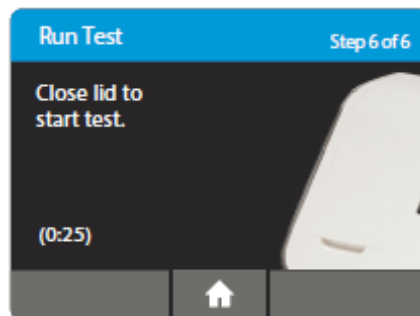 Run Test
Step 6 of 6
Close lid to
start test.
(0:25)